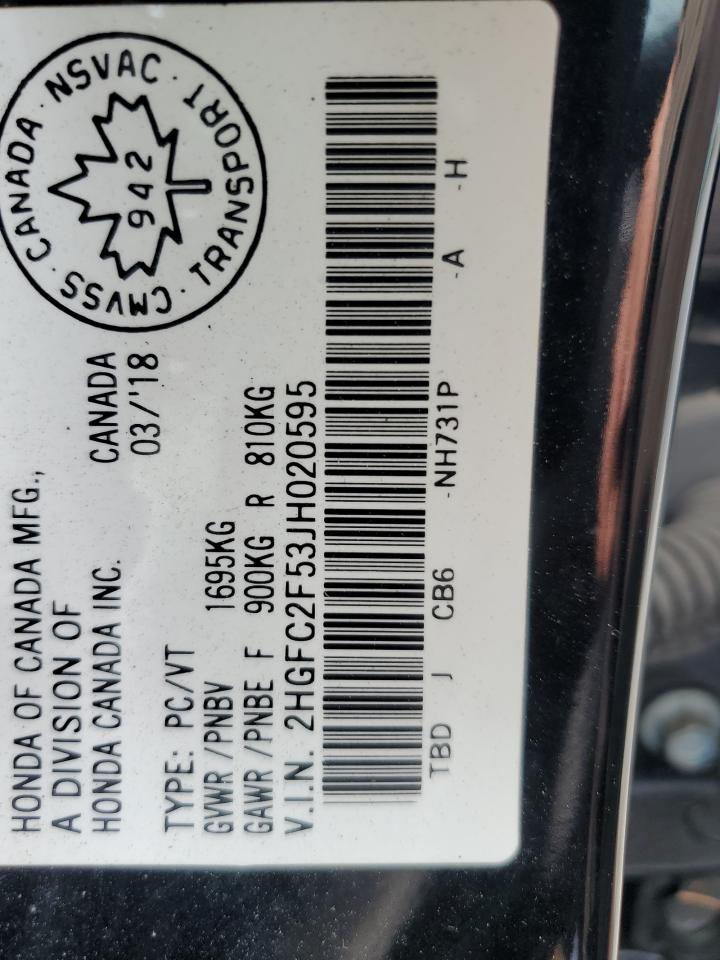 HONDA OF CANADA MFG.,
A DIVISION OF
HONDA CANADA INC.
CANADA
03/'18
CANADA · NSVAC · TRANSPORT · CMVSS ·
942
TYPE: PC/VT
GVWR /PNBV 1695KG
GAWR /PNBE F 900KG R 810KG
V.I.N. 2HGFC2F53JH020595
TBD J CB6 -NH731P -A -H